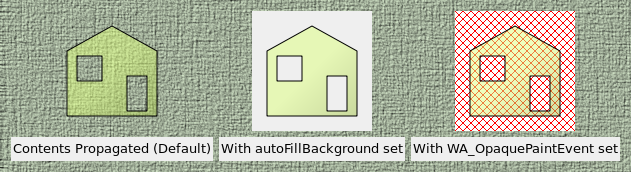 Contents Propagated (Default)
With autoFillBackground set
With WA_OpaquePaintEvent set